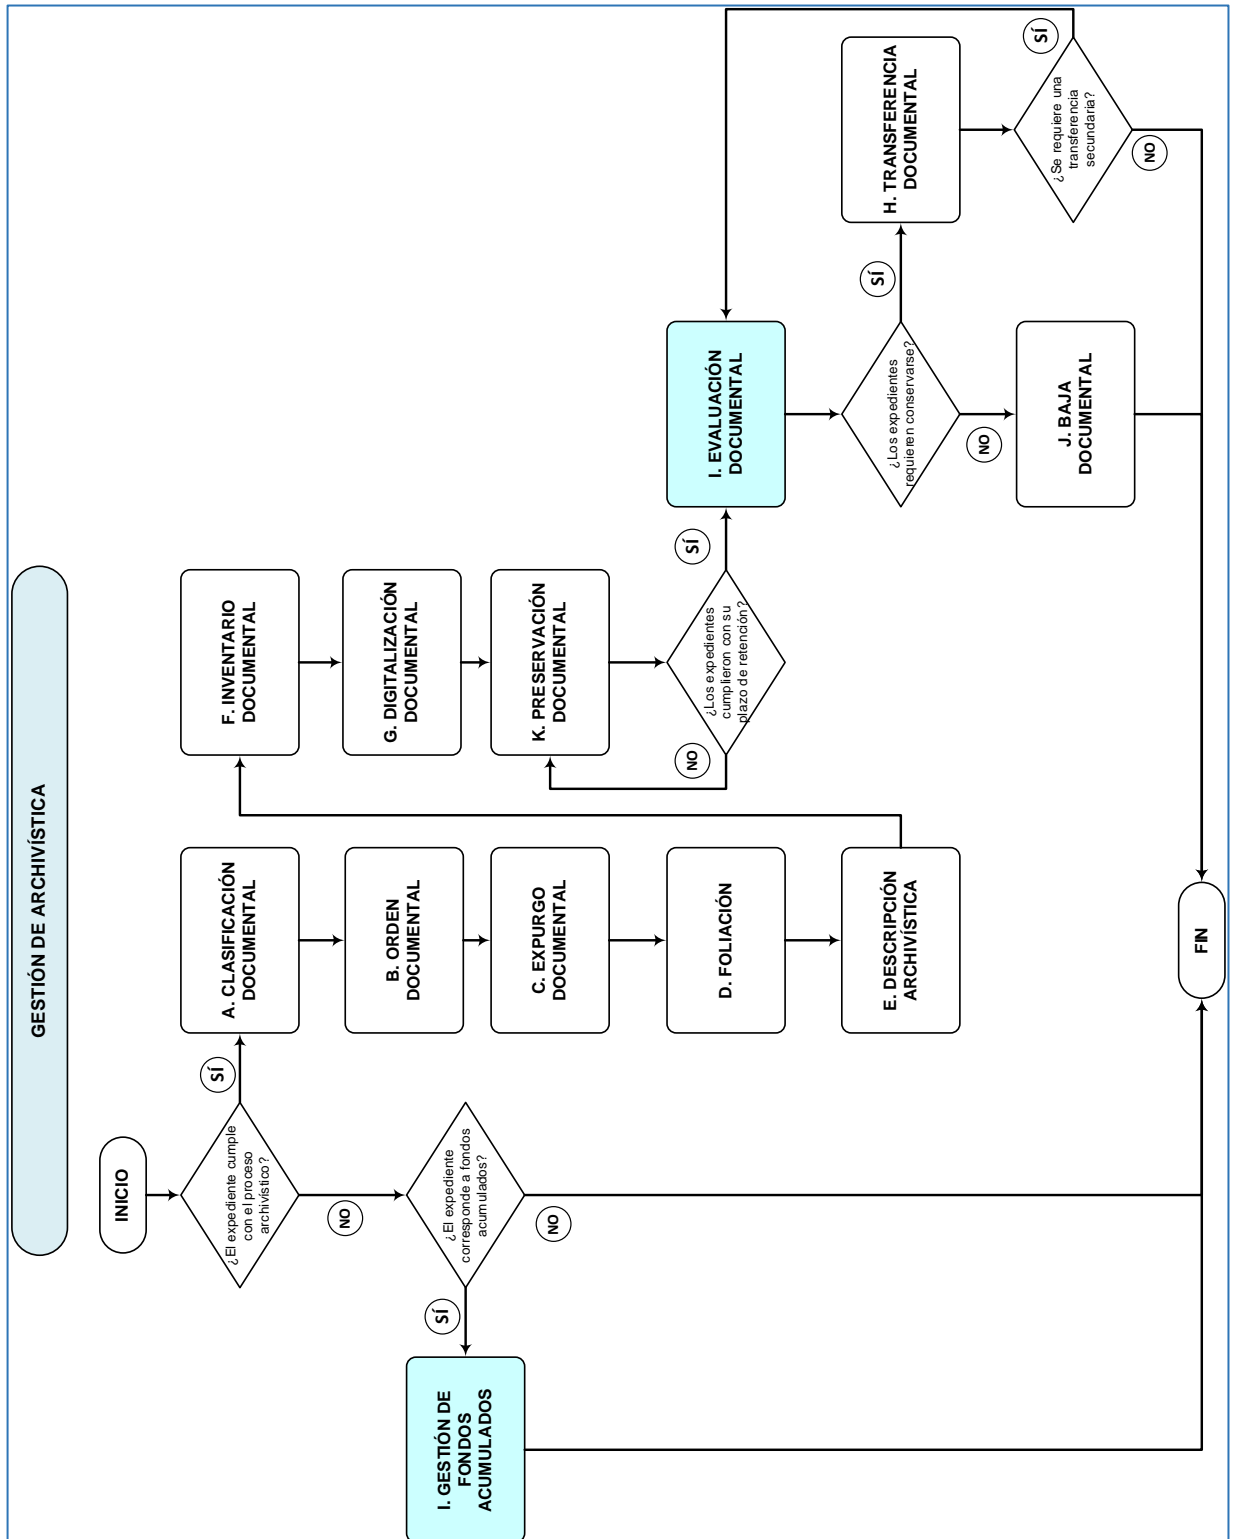 GESTIÓN DE ARCHIVÍSTICA
INICIO
¿El expediente cumple
con el proceso
archivístico?
SÍ
NO
¿El expediente
corresponde a fondos
acumulados?
SÍ
NO
I. GESTIÓN DE
FONDOS
ACUMULADOS
A. CLASIFICACIÓN
DOCUMENTAL
B. ORDEN
DOCUMENTAL
C. EXPURGO
DOCUMENTAL
D. FOLIACIÓN
E. DESCRIPCIÓN
ARCHIVÍSTICA
F. INVENTARIO
DOCUMENTAL
G. DIGITALIZACIÓN
DOCUMENTAL
K. PRESERVACIÓN
DOCUMENTAL
¿Los expedientes
cumplieron con su
plazo de retención?
NO
SÍ
I. EVALUACIÓN
DOCUMENTAL
¿Los expedientes
requieren conservarse?
SÍ
NO
J. BAJA
DOCUMENTAL
H. TRANSFERENCIA
DOCUMENTAL
¿Se requiere una
transferencia
secundaria?
SÍ
NO
FIN